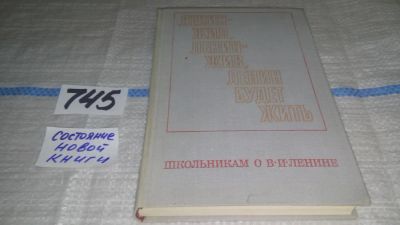 745
СОСТОЯНИЕ
НОВОЙ
КНИГИ
ЛЕНИН-
ЖИЛ,
ЛЕНИН-
ЖИВ,
ЛЕНИН
БУДЕТ
ЖИТЬ
ШКОЛЬНИКАМ О В·И·ЛЕНИНЕ